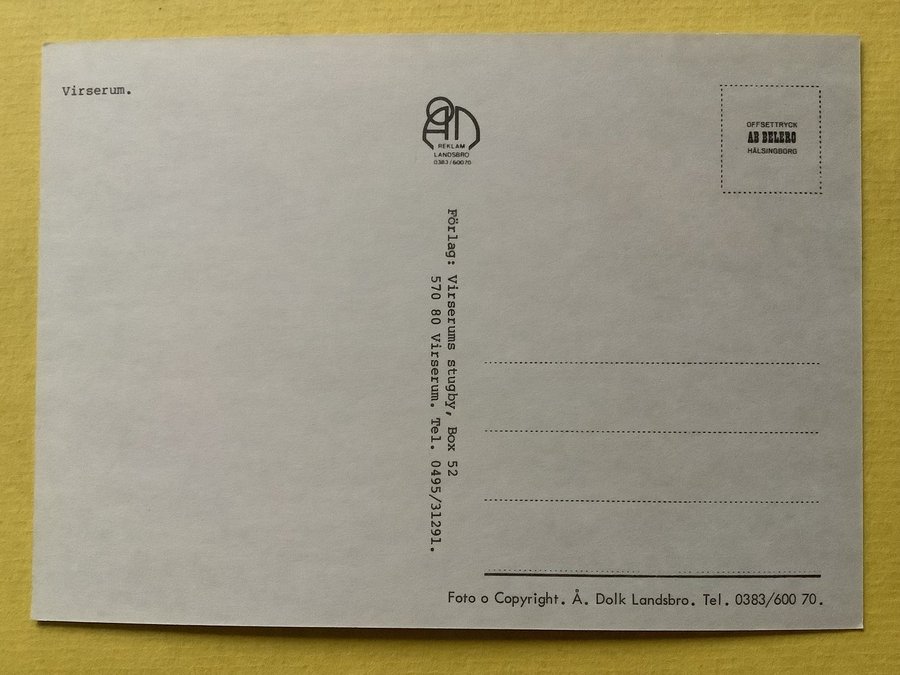 Virserum.
REKLAM
LANDSBRO
0383/60070
OFFSETTRYCK
AB BELERO
HÄLSINGBORG
Förlag: Virserums stugby, Box 52
570 80 Virserum. Tel. 0495/31291.
Foto o Copyright. Å. Dolk Landsbro. Tel. 0383/600 70.